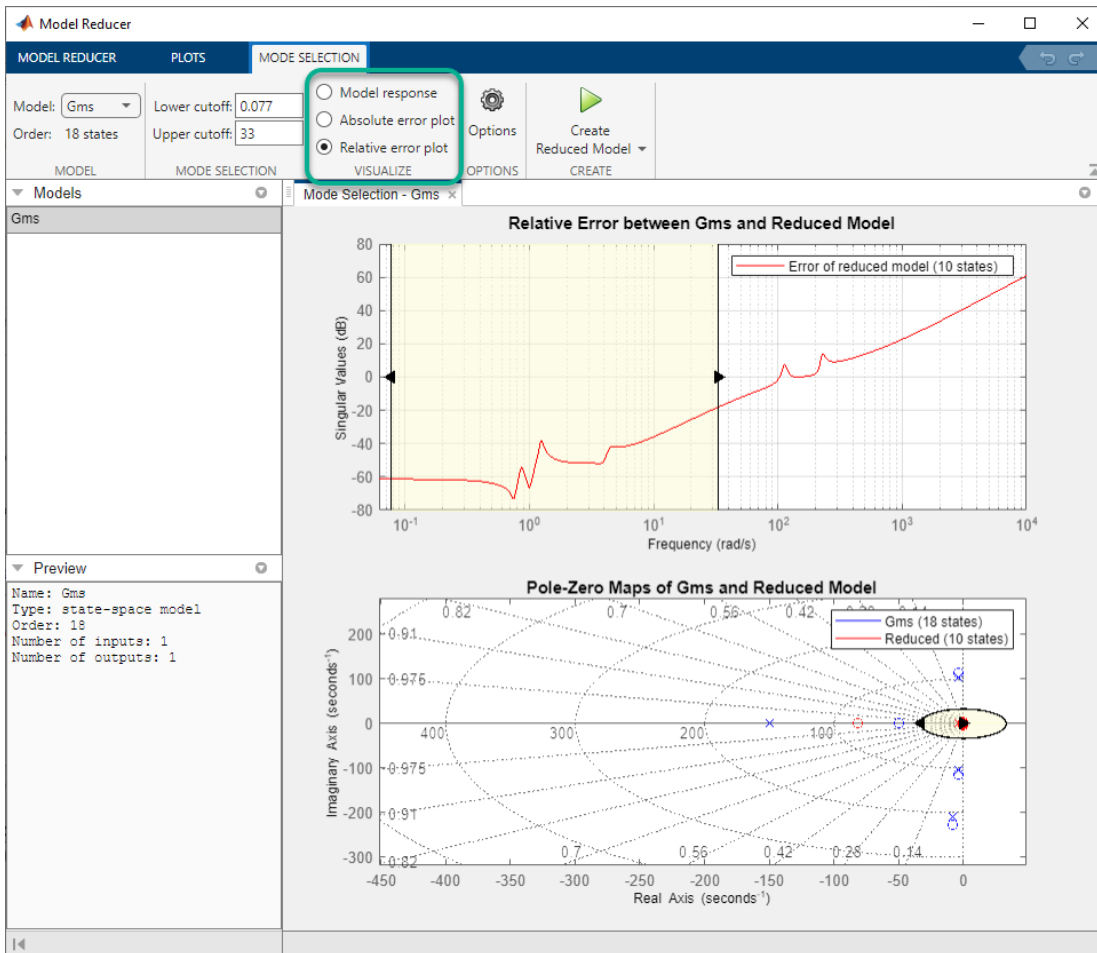 Model Reducer
MODEL REDUCER PLOTS MODE SELECTION
Model: Gms Lower cutoff: 0.077
Order: 18 states Upper cutoff: 33
Model response
Absolute error plot
Relative error plot
Options
Create
Reduced Model
MODEL MODE SELECTION VISUALIZE OPTIONS CREATE
Models
Gms
Preview
Name: Gms
Type: state-space model
Order: 18
Number of inputs: 1
Number of outputs: 1
Mode Selection - Gms
Relative Error between Gms and Reduced Model
Error of reduced model (10 states)
Singular Values (dB)
80
60
40
20
0
-20
-40
-60
-80
10-1 100 101 102 103 104
Frequency (rad/s)
Pole-Zero Maps of Gms and Reduced Model
Gms (18 states)
Reduced (10 states)
Imaginary Axis (seconds-1)
200
100
0
-100
-200
-300
0.82 0.7 0.56 0.42 0.14
0.91
0.975
400 300 200 100
0.975
0.91
0.82 0.7 0.56 0.42 0.28 0.14
-450 -400 -350 -300 -250 -200 -150 -100 -50 0
Real Axis (seconds-1)